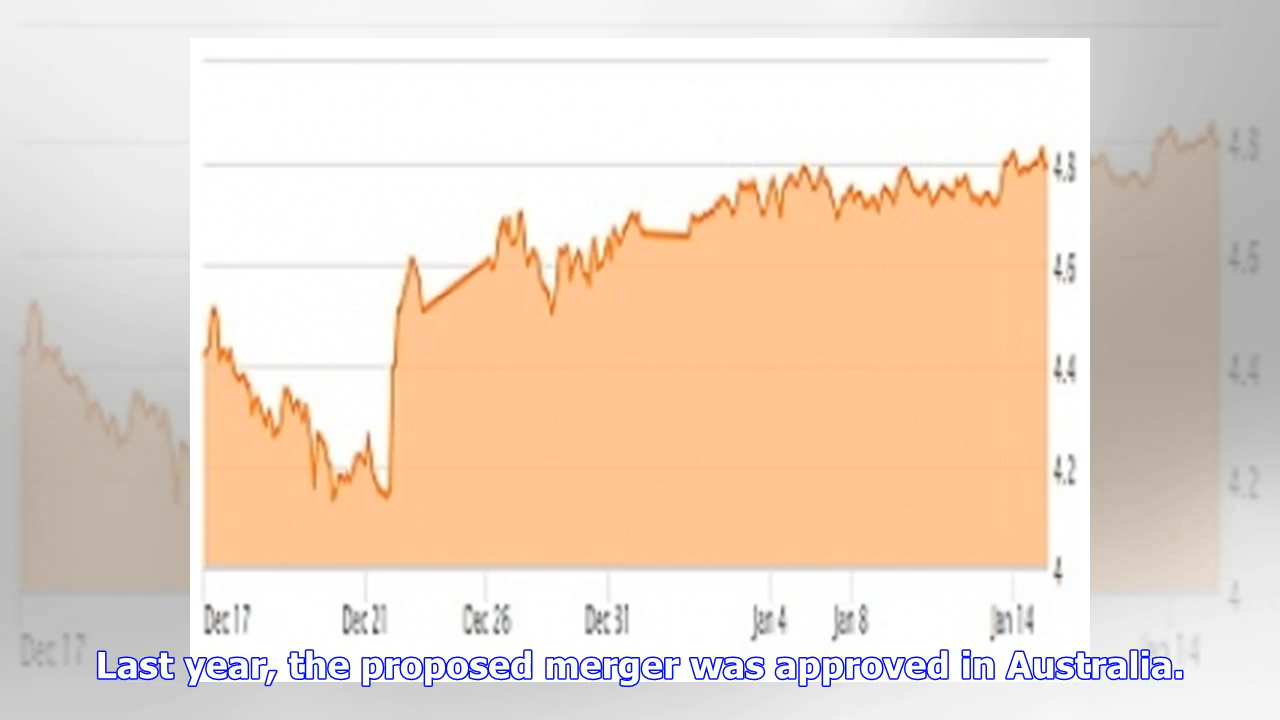 4.8
4.6
4.4
4.2
4
Dec 17 Dec 21 Dec 26 Dec 31 Jan 4 Jan 8 Jan 14
Last year, the proposed merger was approved in Australia.